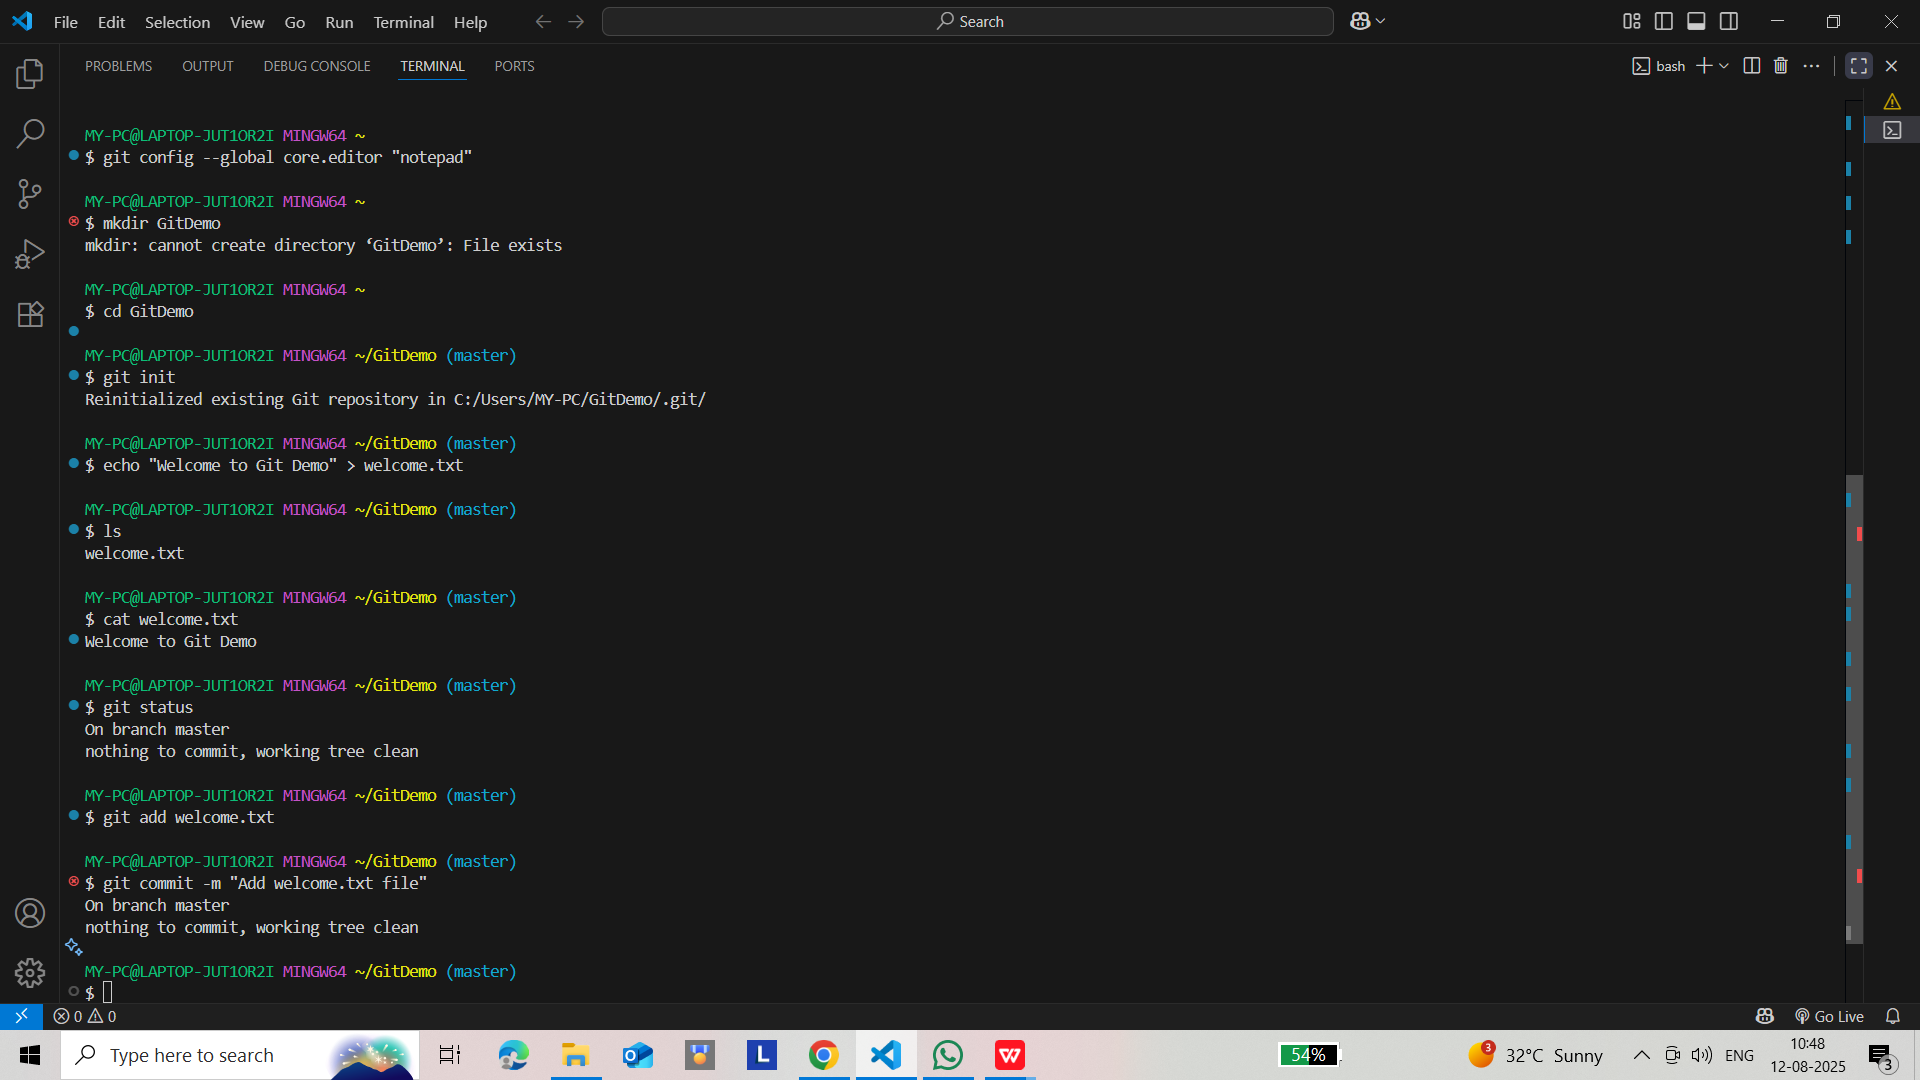 File Edit Selection View Go Run Terminal Help Search
PROBLEMS OUTPUT DEBUG CONSOLE TERMINAL PORTS bash
MY-PC@LAPTOP-JUT1OR2I MINGW64 ~
$ git config --global core.editor "notepad"
MY-PC@LAPTOP-JUT1OR2I MINGW64 ~
$ mkdir GitDemo
mkdir: cannot create directory ‘GitDemo’: File exists
MY-PC@LAPTOP-JUT1OR2I MINGW64 ~
$ cd GitDemo
MY-PC@LAPTOP-JUT1OR2I MINGW64 ~/GitDemo (master)
$ git init
Reinitialized existing Git repository in C:/Users/MY-PC/GitDemo/.git/
MY-PC@LAPTOP-JUT1OR2I MINGW64 ~/GitDemo (master)
$ echo "Welcome to Git Demo" > welcome.txt
MY-PC@LAPTOP-JUT1OR2I MINGW64 ~/GitDemo (master)
$ ls
welcome.txt
MY-PC@LAPTOP-JUT1OR2I MINGW64 ~/GitDemo (master)
$ cat welcome.txt
Welcome to Git Demo
MY-PC@LAPTOP-JUT1OR2I MINGW64 ~/GitDemo (master)
$ git status
On branch master
nothing to commit, working tree clean
MY-PC@LAPTOP-JUT1OR2I MINGW64 ~/GitDemo (master)
$ git add welcome.txt
MY-PC@LAPTOP-JUT1OR2I MINGW64 ~/GitDemo (master)
$ git commit -m "Add welcome.txt file"
On branch master
nothing to commit, working tree clean
MY-PC@LAPTOP-JUT1OR2I MINGW64 ~/GitDemo (master)
$
0 0 Go Live
Type here to search L W 54% 3 32°C Sunny ENG 10:48
12-08-2025 3